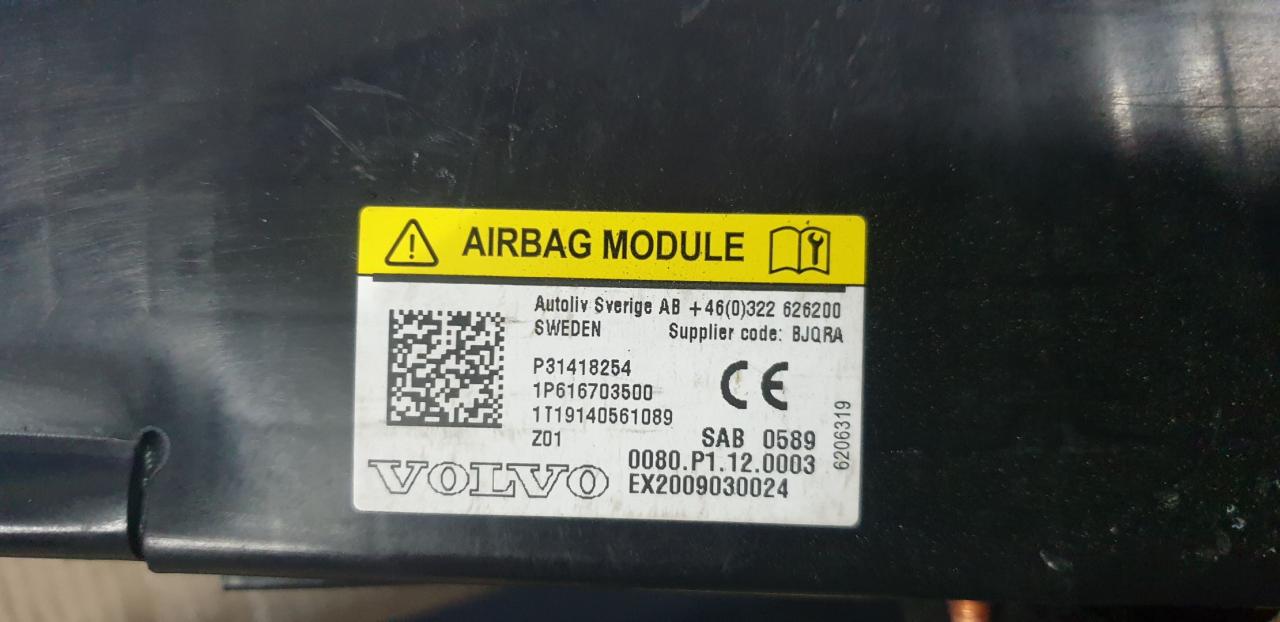 AIRBAG MODULE
Autoliv Sverige AB +46(0)322 626200
SWEDEN Supplier code: BJQRA
P31418254
1P616703500
1T19140561089
Z01
CE
SAB 0589
0080.P1.12.0003
EX2009030024
6206319
VOLVO